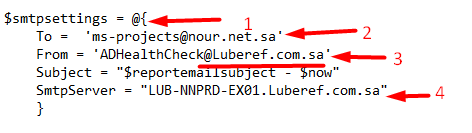 $smtpsettings = @{ 1
To = 'ms-projects@nour.net.sa' 2
From = 'ADHealthCheck@Luberef.com.sa' 3
Subject = "$reportemailsubject - $now"
SmtpServer = "LUB-NNPRD-EX01.Luberef.com.sa" 4
}